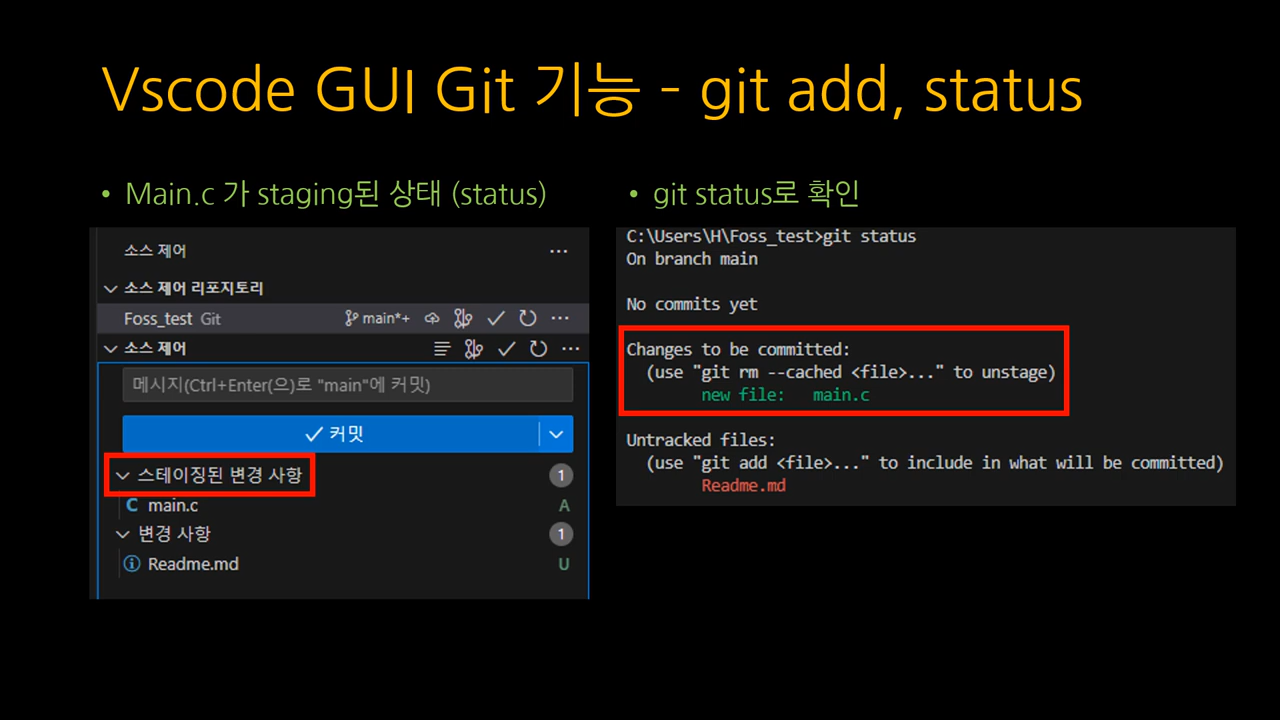 Vscode GUI Git 기능 - git add, status
• Main.c 가 staging된 상태 (status)
소스 제어 ···
소스 제어 리포지토리
Foss_test Git main*+ ···
소스 제어 ···
메시지(Ctrl+Enter(으)로 "main"에 커밋)
커밋
스테이징된 변경 사항 1
C main.c A
변경 사항 1
Readme.md U
• git status로 확인
C:\Users\H\Foss_test>git status
On branch main
No commits yet
Changes to be committed:
(use "git rm --cached <file>..." to unstage)
new file: main.c
Untracked files:
(use "git add <file>..." to include in what will be committed)
Readme.md